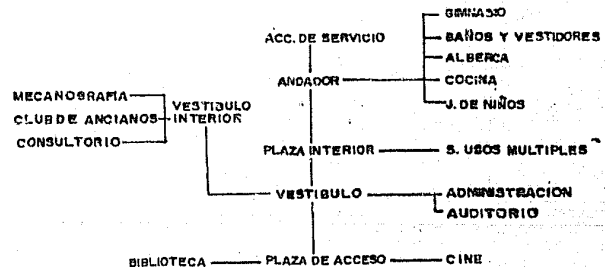 GIMNASIO
ACC. DE SERVICIO
BAÑOS Y VESTIDORES
ALBERCA
ANDADOR
COCINA
J. DE NIÑOS
MECANOGRAFIA
CLUB DE ANCIANOS
VESTIBULO INTERIOR
CONSULTORIO
PLAZA INTERIOR
S. USOS MULTIPLES
VESTIBULO
ADMINISTRACION
AUDITORIO
BIBLIOTECA
PLAZA DE ACCESO
CINE